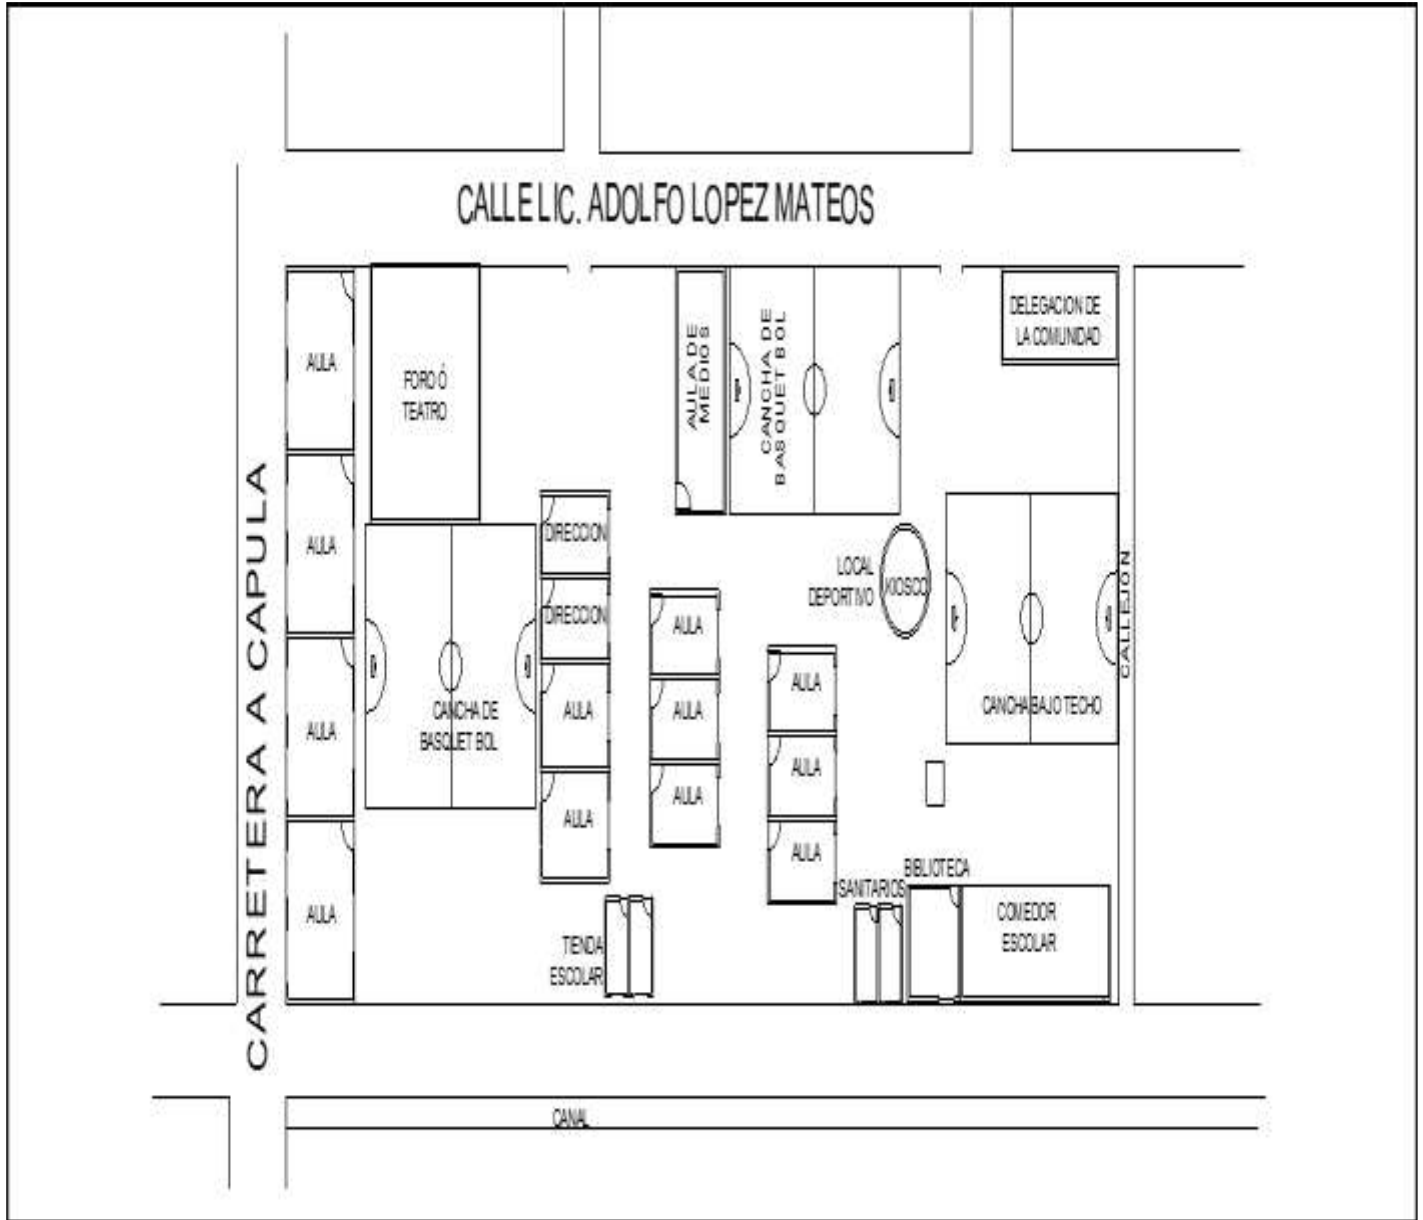 CALLE LIC. ADOLFO LOPEZ MATEOS
CARRETERA A CAPULA
AULA
AULA
AULA
AULA
FORO Ó
TEATRO
CANCHA DE
BASQUET BOL
DIRECCION
DIRECCION
AULA
AULA
TIENDA
ESCOLAR
AULA
AULA
AULA
AULA DE
MEDIOS
CANCHA DE
BASQUET BOL
AULA
AULA
AULA
LOCAL
DEPORTIVO
KIOSCO
DELEGACION DE
LA COMUNIDAD
CANCHA BAJO TECHO
CALLEJON
SANITARIOS
BIBLIOTECA
COMEDOR
ESCOLAR
CANAL